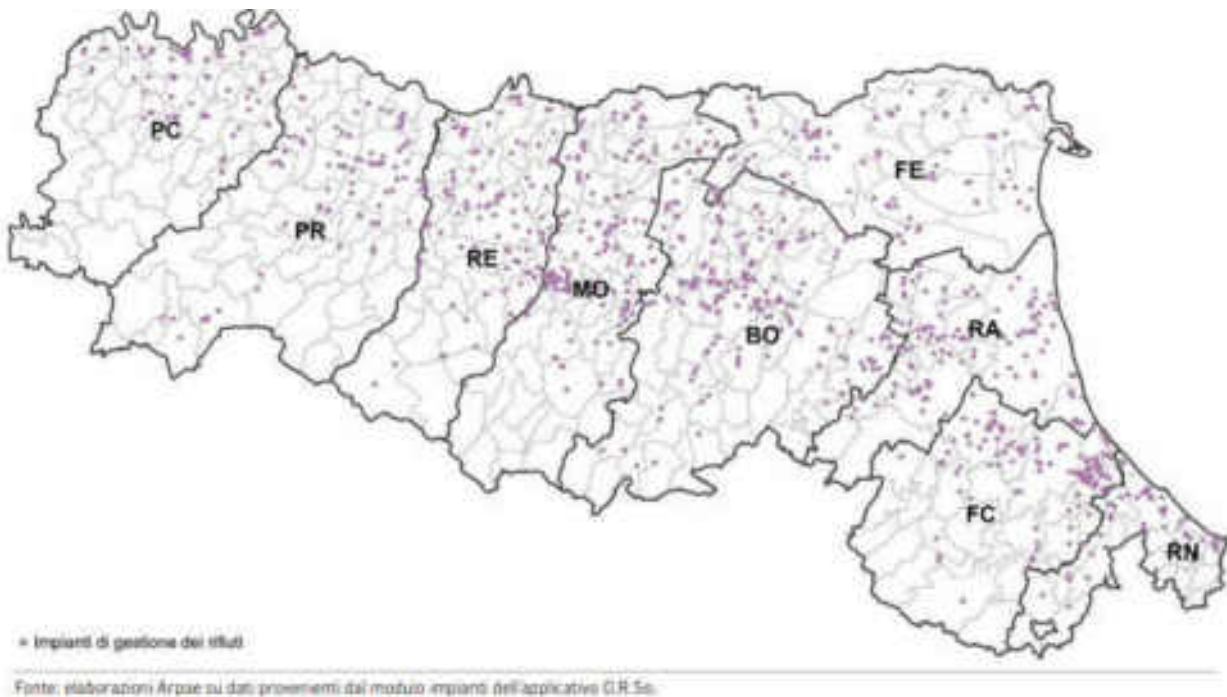 PC
PR
RE
MO
BO
FE
RA
FC
RN
Impianti di gestione dei rifiuti
Fonte: elaborazioni Arpae su dati provenienti dal modulo impianti dell'applicativo O.R.So.